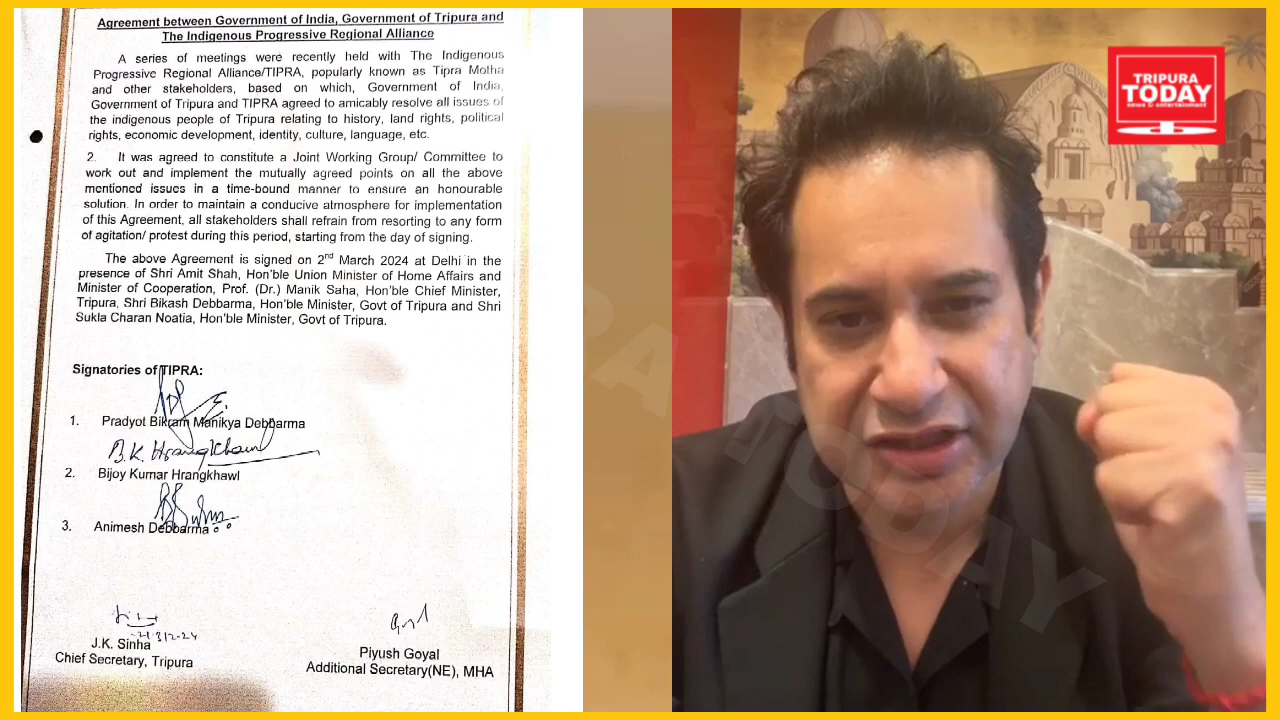 Agreement between Government of India, Government of Tripura and
The Indigenous Progressive Regional Alliance
A series of meetings were recently held with The Indigenous
Progressive Regional Alliance/TIPRA, popularly known as Tipra Motha
and other stakeholders, based on which, Government of India,
Government of Tripura and TIPRA agreed to amicably resolve all issues of
the indigenous people of Tripura relating to history, land rights, political
rights, economic development, identity, culture, language, etc.
2. It was agreed to constitute a Joint Working Group/ Committee to
work out and implement the mutually agreed points on all the above
mentioned issues in a time-bound manner to ensure an honourable
solution. In order to maintain a conducive atmosphere for implementation
of this Agreement, all stakeholders shall refrain from resorting to any form
of agitation/ protest during this period, starting from the day of signing.
The above Agreement is signed on 2nd March 2024 at Delhi in the
presence of Shri Amit Shah, Hon'ble Union Minister of Home Affairs and
Minister of Cooperation, Prof. (Dr.) Manik Saha, Hon'ble Chief Minister,
Tripura, Shri Bikash Debbarma, Hon'ble Minister, Govt of Tripura and Shri
Sukla Charan Noatia, Hon'ble Minister, Govt of Tripura.
Signatories of TIPRA:
1. Pradyot Bikram Manikya Debbarma
B.K. Hrangkhawl
2. Bijoy Kumar Hrangkhawl
3. Animesh Debbarma
J.K. Sinha
Chief Secretary, Tripura
Piyush Goyal
Additional Secretary(NE), MHA
TRIPURA
TODAY
news & entertainment
TODAY